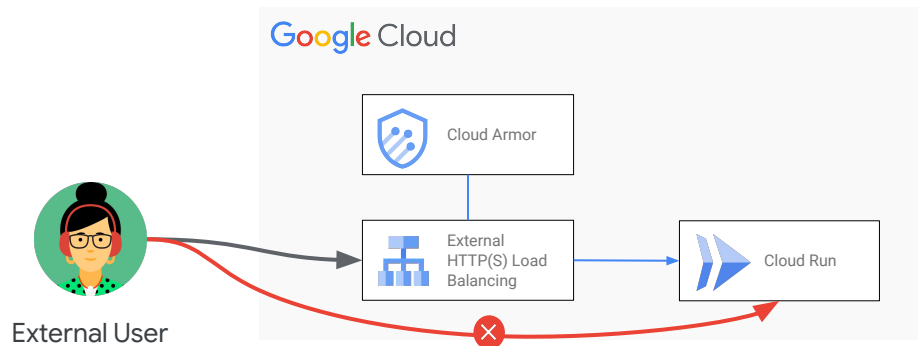 Google Cloud
Cloud Armor
External
HTTP(S) Load
Balancing
Cloud Run
External User